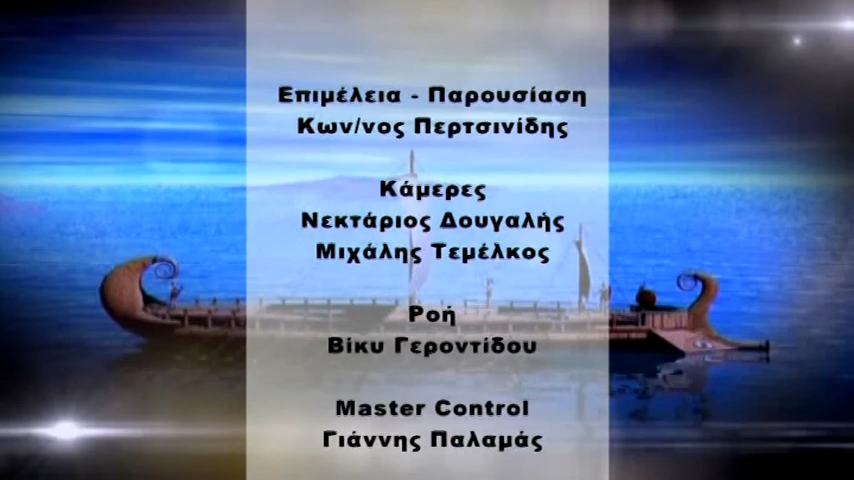 Επιμέλεια - Παρουσίαση
Κων/νος Περτσινίδης
Κάμερες
Νεκτάριος Δουγαλής
Μιχάλης Τεμέλκος
Ροή
Βίκυ Γεροντίδου
Master Control
Γιάννης Παλαμάς